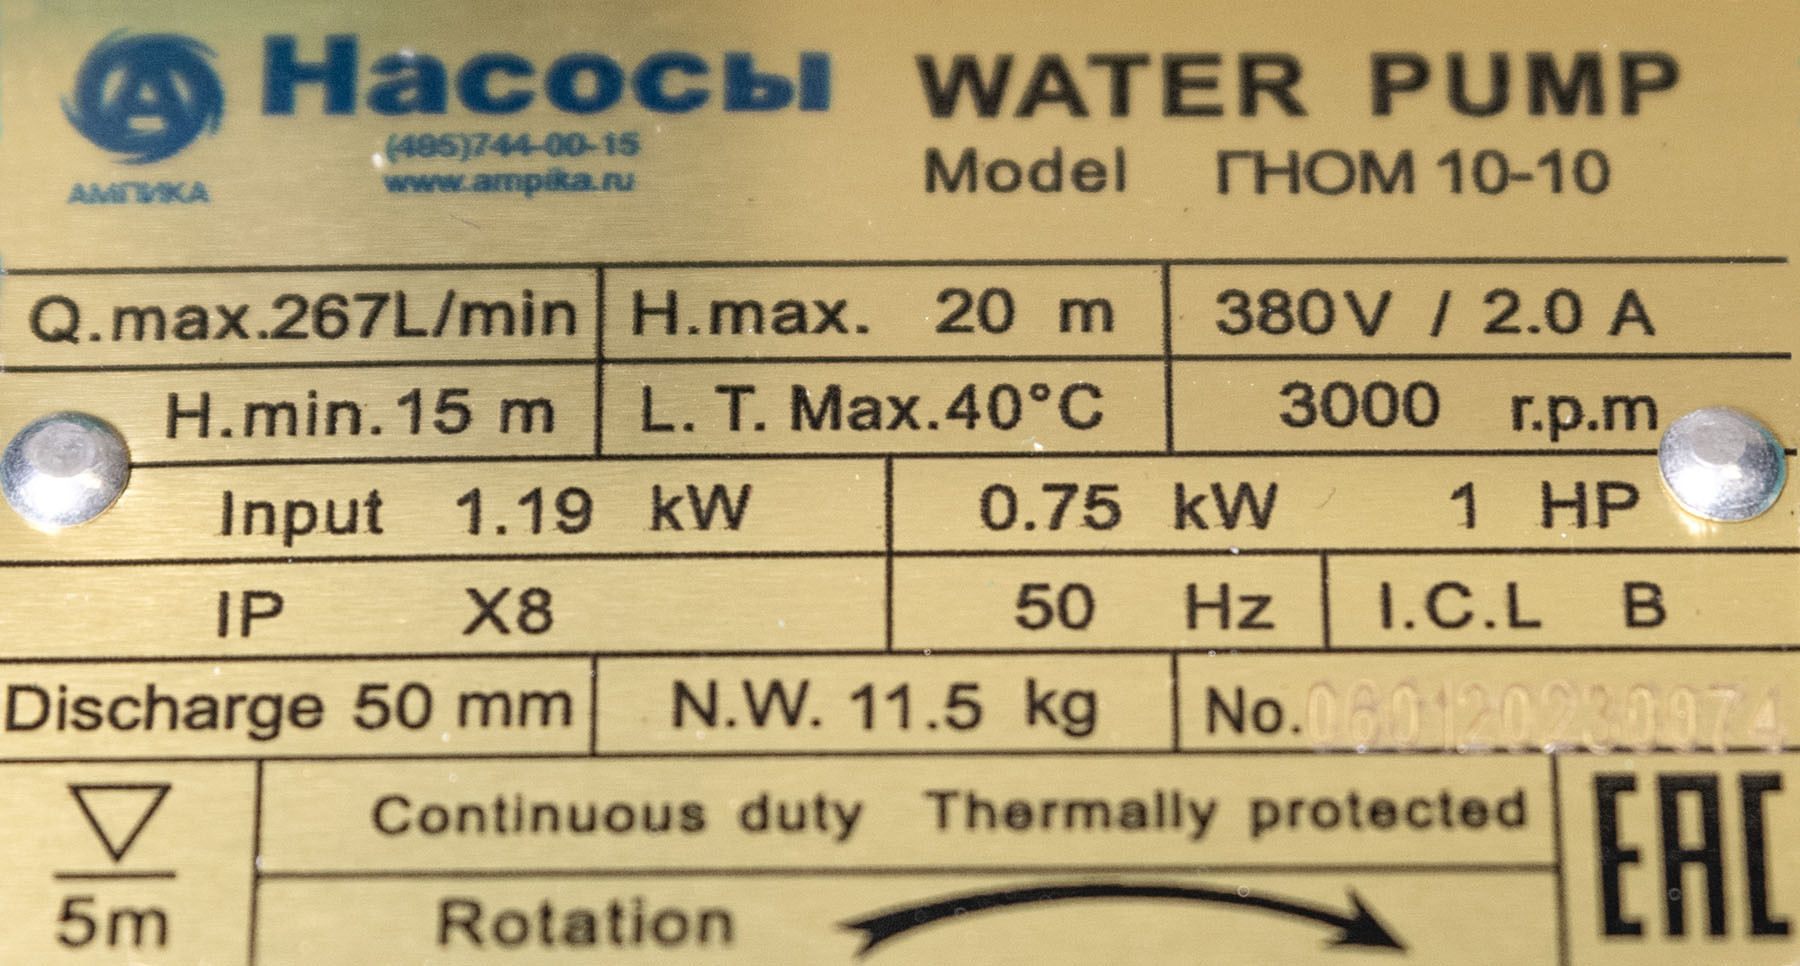 Насосы
(495)744-00-15
www.ampika.ru
АМПИКА
WATER PUMP
Model ГНОМ 10-10
Q.max.267L/min H.max. 20 m 380V / 2.0 A
H.min.15 m L. T. Max.40°C 3000 r.p.m
Input 1.19 kW 0.75 kW 1 HP
IP X8 50 Hz I.C.L B
Discharge 50 mm N.W. 11.5 kg No.060120230974
5m
Continuous duty Thermally protected
Rotation
EAC